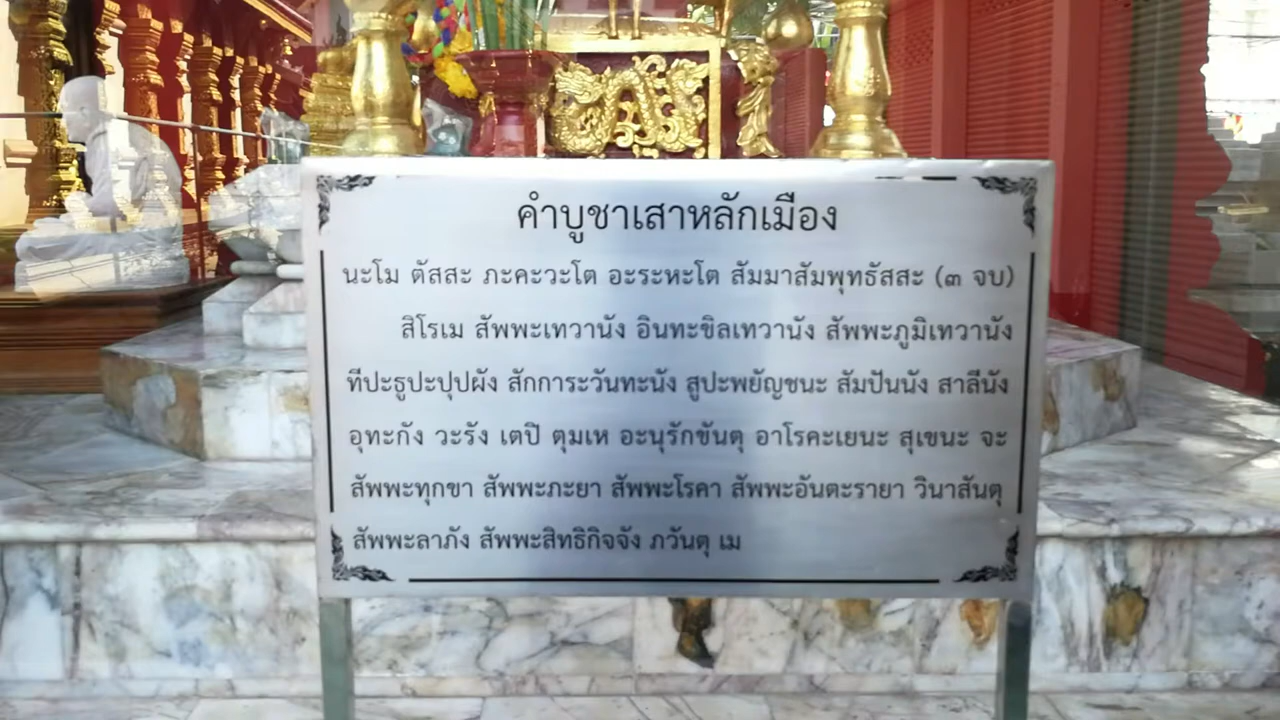 คำบูชาเสาหลักเมือง
นะโม ตัสสะ ภะคะวะโต อะระหะโต สัมมาสัมพุทธัสสะ (๓ จบ)
สิโรเม สัพพะเทวานัง อินทะขิลเทวานัง สัพพะภูมิเทวานัง
ทีปะธูปะปุปผัง สักการะวันทะนัง สูปะพยัญชนะ สัมปันนัง สาลีนัง
อุทะกัง วะรัง เตปิ ตุมเห อะนุรักขันตุ อาโรคะเยนะ สุเขนะ จะ
สัพพะทุกขา สัพพะภะยา สัพพะโรคา สัพพะอันตะรายา วินาสันตุ
สัพพะลาภัง สัพพะสิทธิกิจจัง ภวันตุ เม